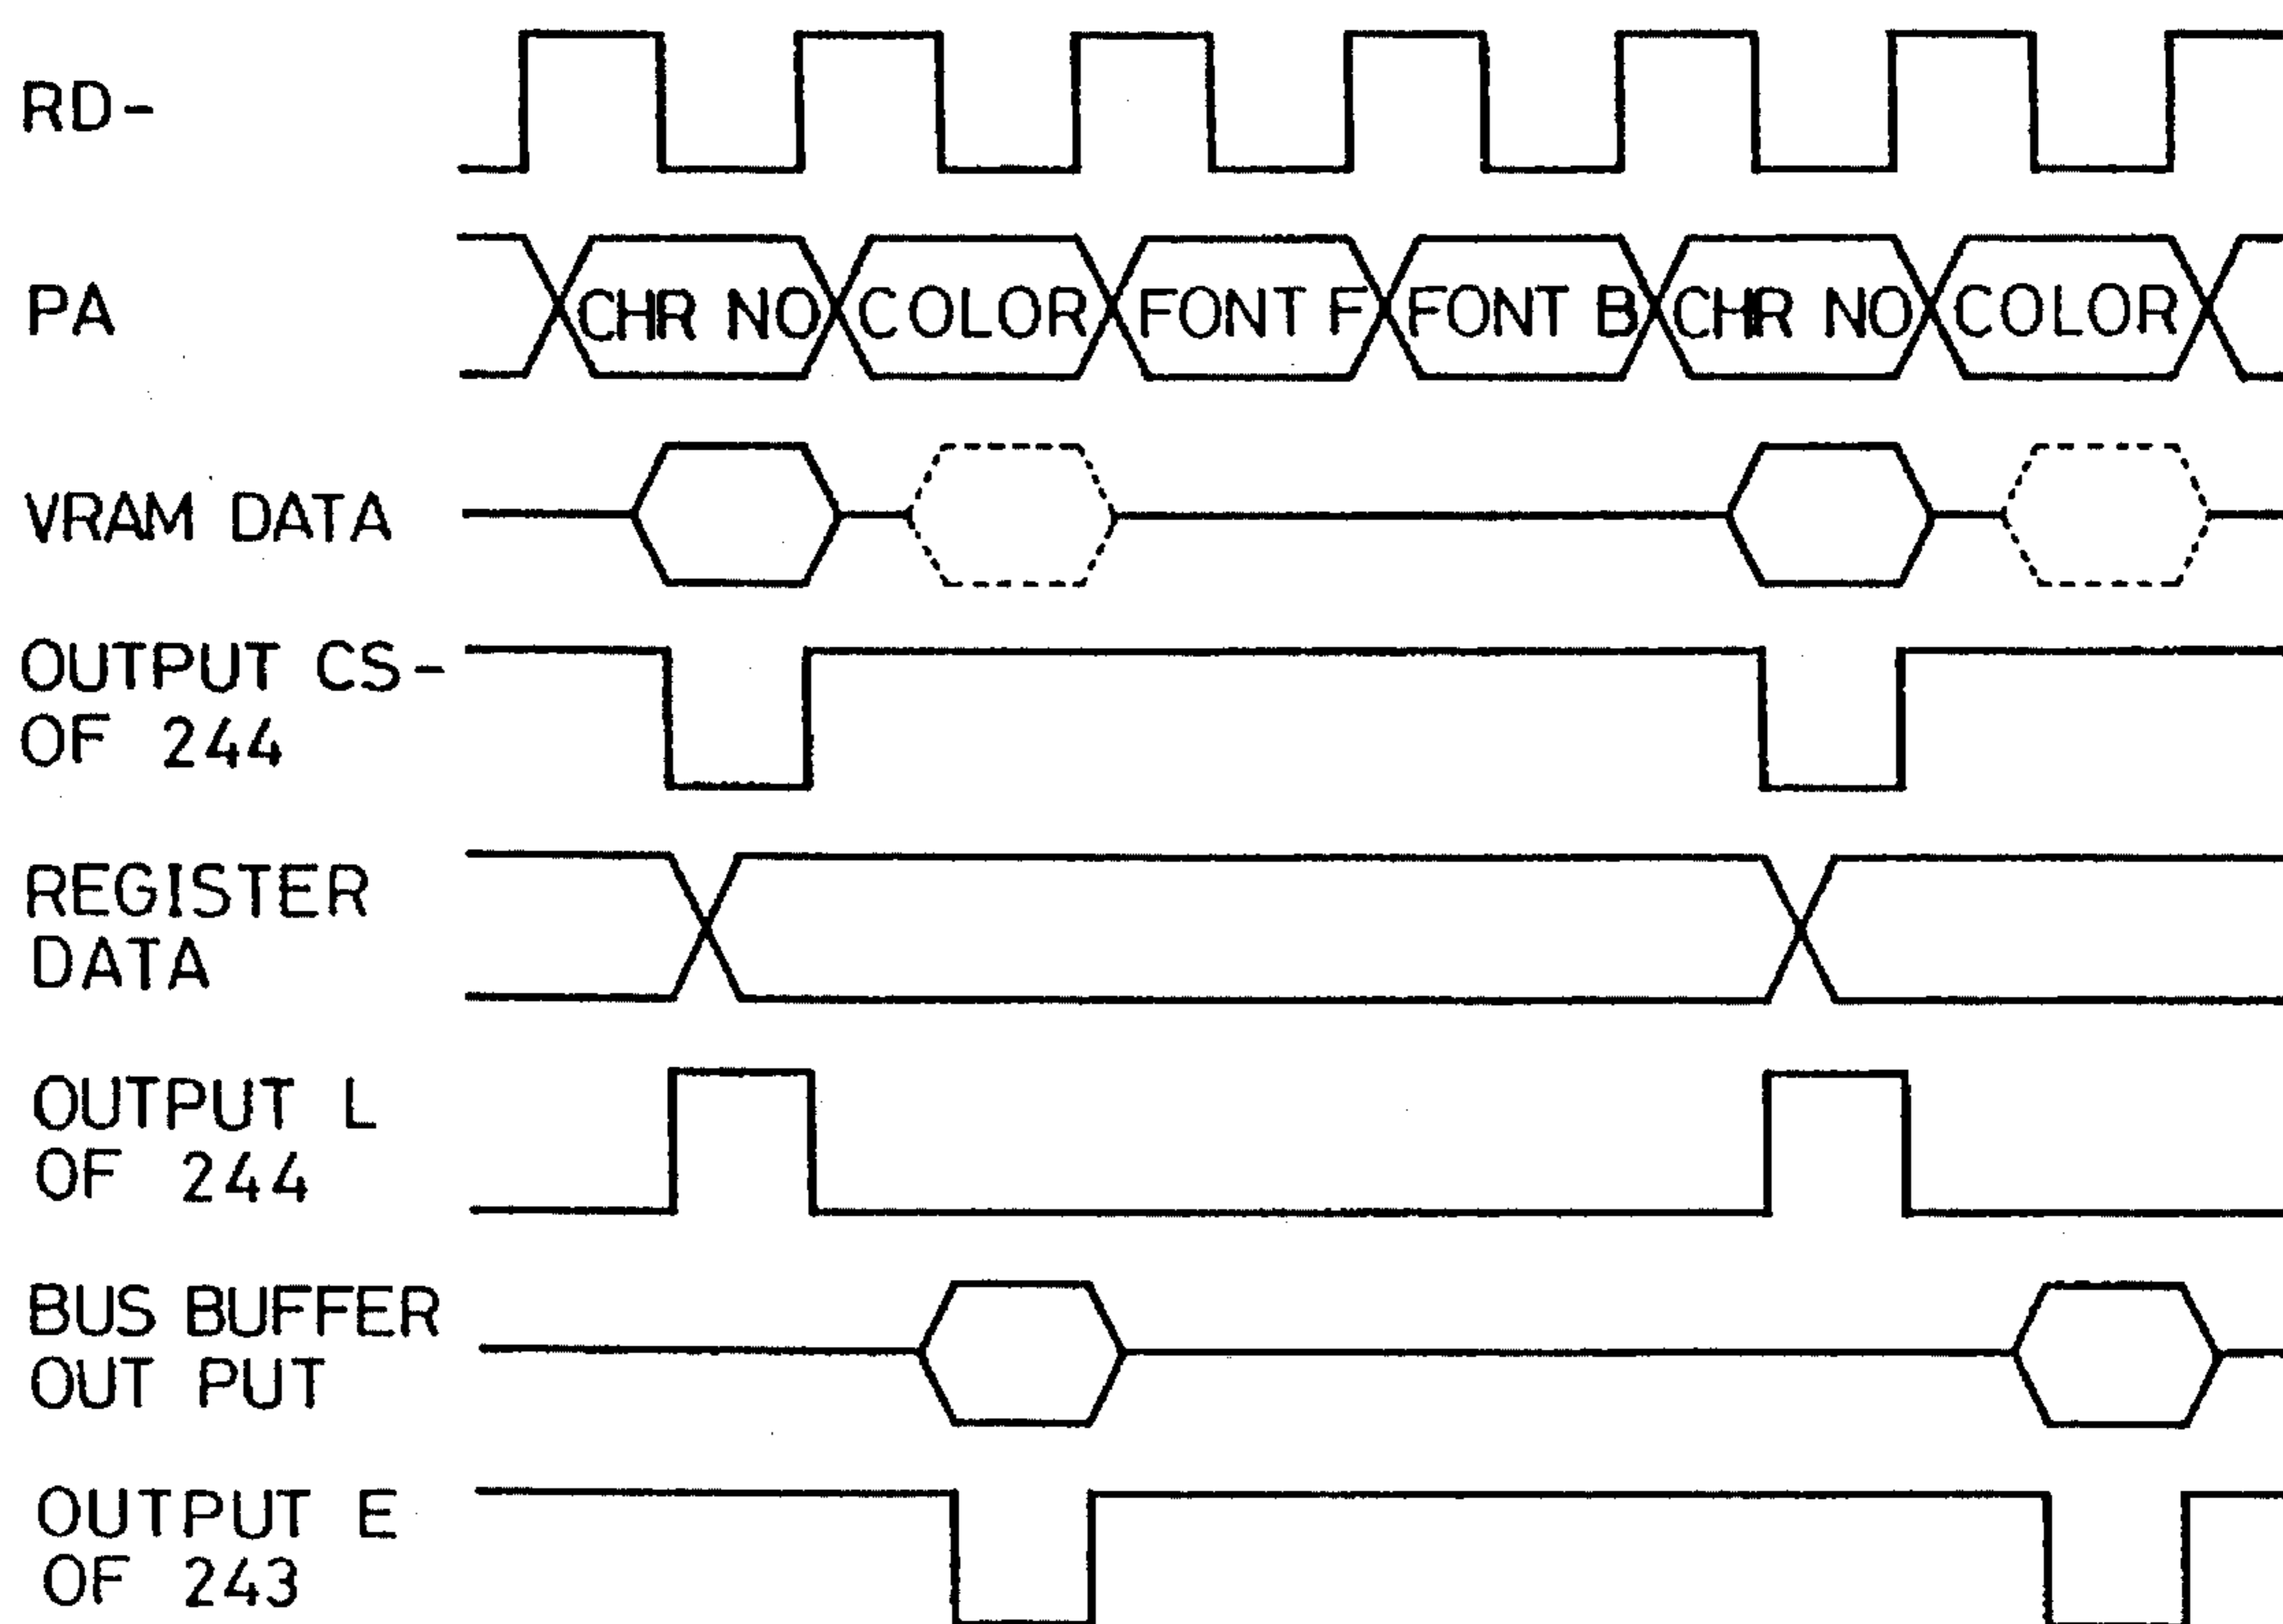 RD-
PA
CHR NO COLOR FONT F FONT B CHR NO COLOR
VRAM DATA
OUTPUT CS-
OF 244
REGISTER
DATA
OUTPUT L
OF 244
BUS BUFFER
OUT PUT
OUTPUT E
OF 243